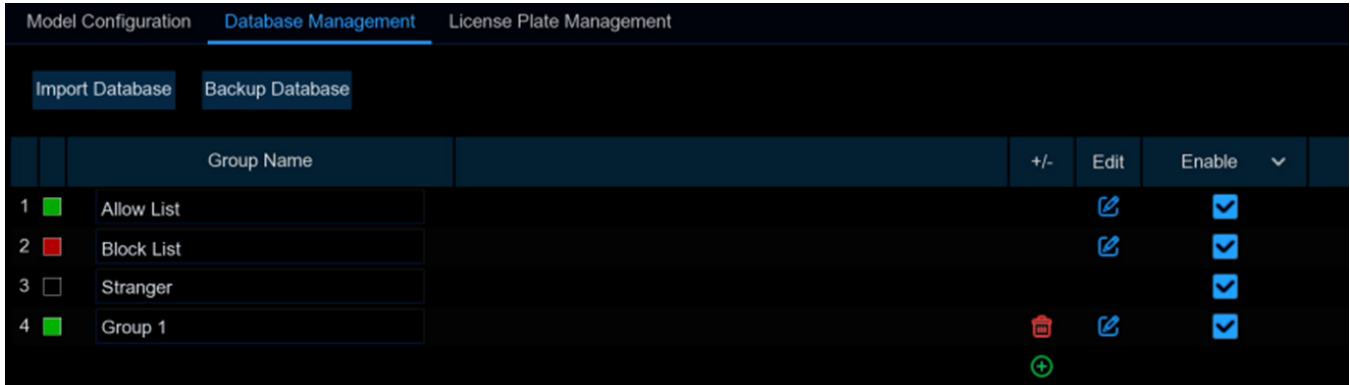 Model Configuration Database Management License Plate Management
Import Database Backup Database
Group Name +/- Edit Enable
1 Allow List
2 Block List
3 Stranger
4 Group 1